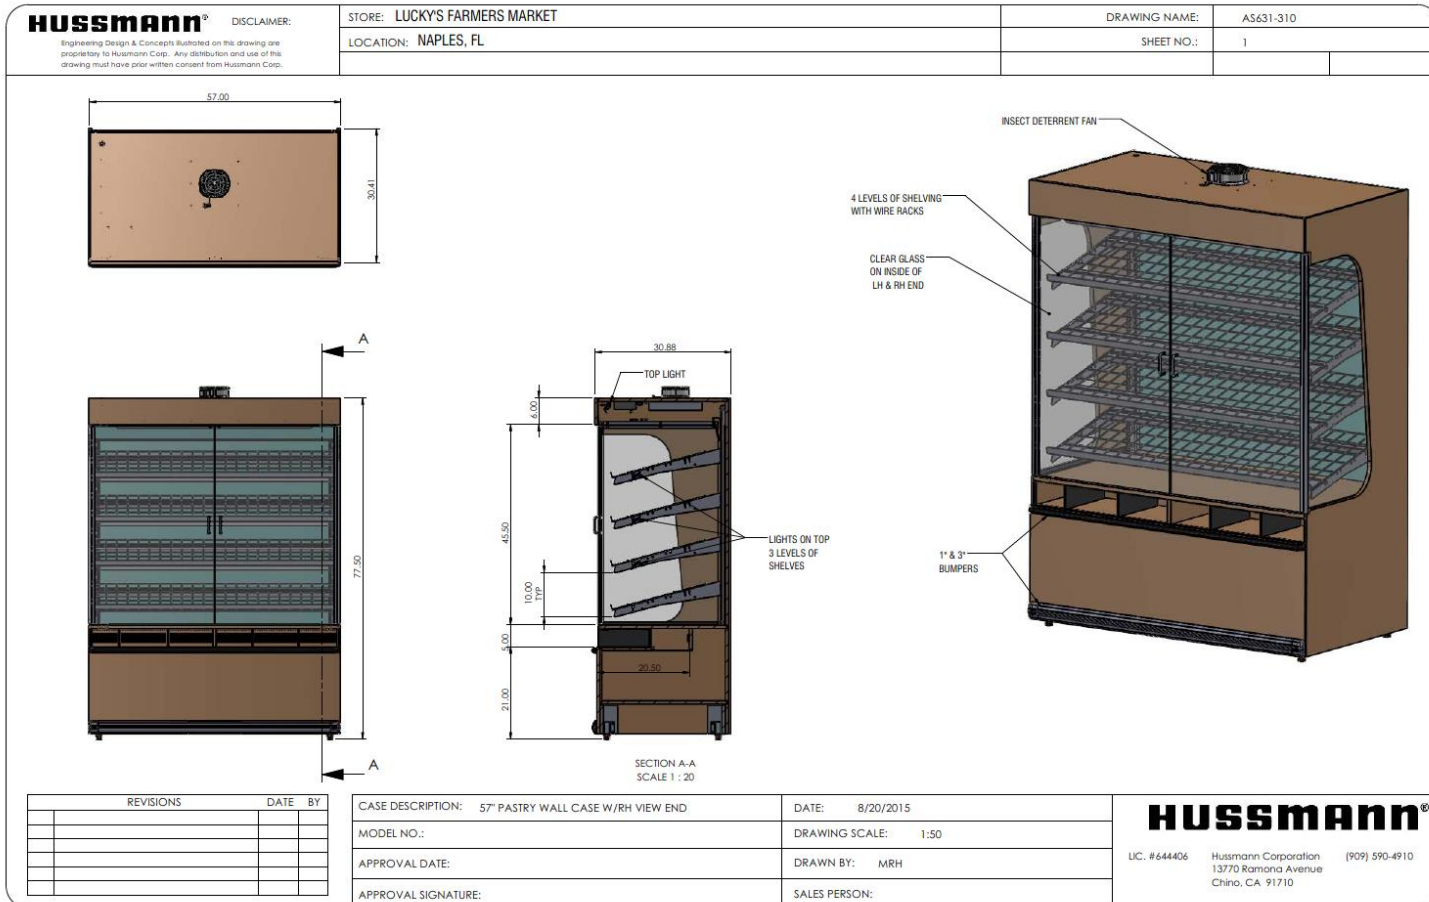 HUSSMANN®
DISCLAIMER:
Engineering Design & Concepts illustrated on this drawing are
proprietary to Hussmann Corp. Any distribution and use of this
drawing must have prior written consent from Hussmann Corp.
STORE: LUCKY'S FARMERS MARKET
LOCATION: NAPLES, FL
DRAWING NAME: AS631-310
SHEET NO.: 1
57.00
30.41
INSECT DETERRENT FAN
4 LEVELS OF SHELVING
WITH WIRE RACKS
CLEAR GLASS
ON INSIDE OF
LH & RH END
1" & 3"
BUMPERS
A
77.50
A
30.88
TOP LIGHT
6.00
45.50
10.00
TYP
5.00
21.00
20.50
LIGHTS ON TOP
3 LEVELS OF
SHELVES
SECTION A-A
SCALE 1 : 20
REVISIONS DATE BY
CASE DESCRIPTION: 57" PASTRY WALL CASE W/RH VIEW END
MODEL NO.:
APPROVAL DATE:
APPROVAL SIGNATURE:
DATE: 8/20/2015
DRAWING SCALE: 1:50
DRAWN BY: MRH
SALES PERSON:
HUSSMANN®
LIC. #644406 Hussmann Corporation (909) 590-4910
13770 Ramona Avenue
Chino, CA 91710